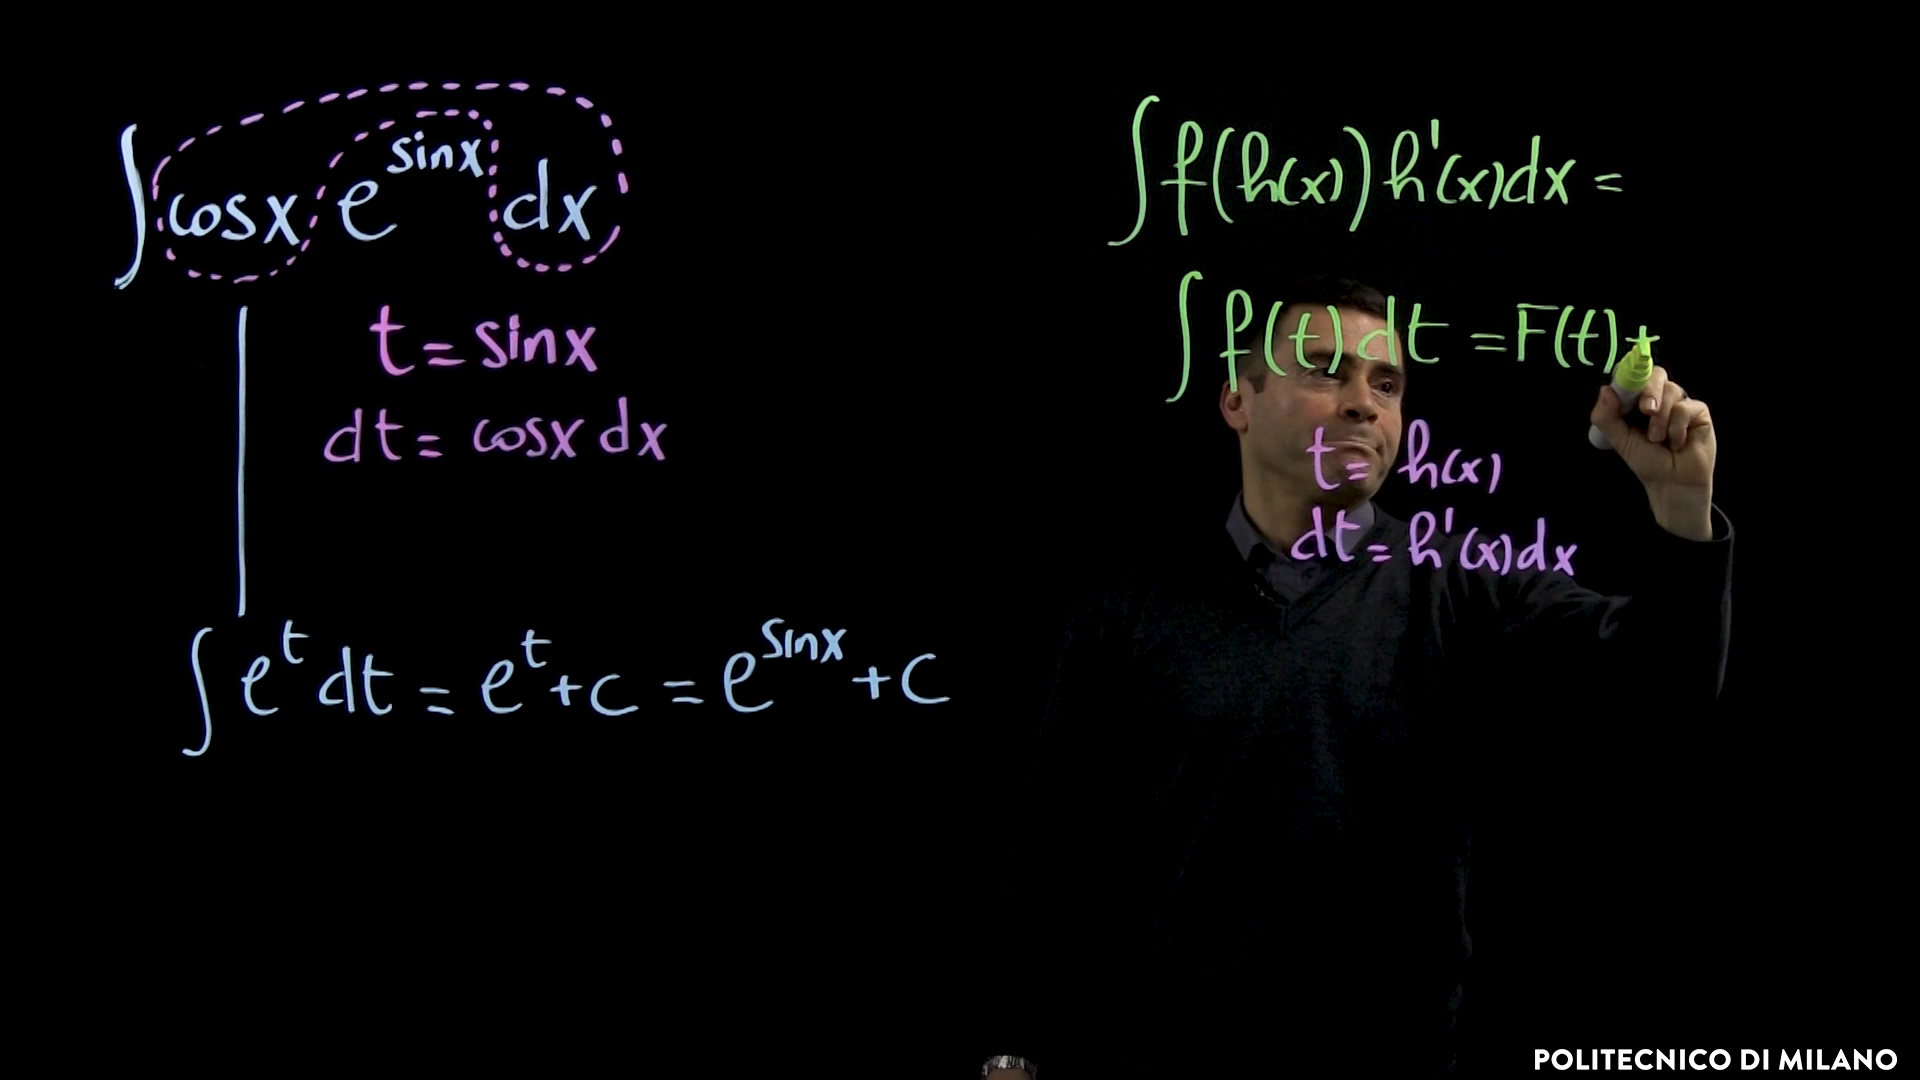 ∫ cosx e^sinx dx
t = sinx
dt = cosx dx
∫ e^t dt = e^t + c = e^sinx + c
∫ f(h(x)) h'(x) dx =
∫ f(t) dt = F(t) +
t = h(x)
dt = h'(x) dx
POLITECNICO DI MILANO